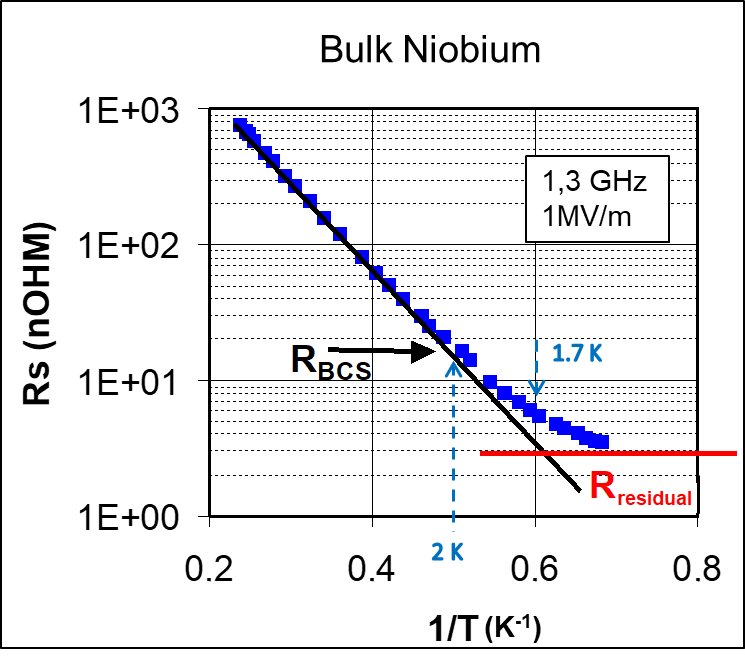 Bulk Niobium
1E+03
1E+02
1E+01
1E+00
Rs (nOHM)
1,3 GHz
1MV/m
1.7 K
RBCS
Rresidual
2 K
0.2 0.4 0.6 0.8
1/T (K-1)